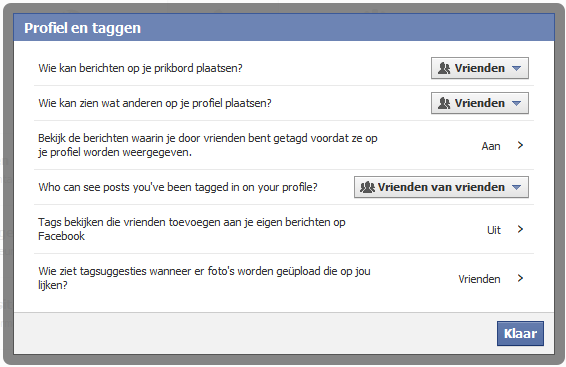 Profiel en taggen
Wie kan berichten op je prikbord plaatsen?
Vrienden
Wie kan zien wat anderen op je profiel plaatsen?
Vrienden
Bekijk de berichten waarin je door vrienden bent getagd voordat ze op
je profiel worden weergegeven.
Aan
Who can see posts you've been tagged in on your profile?
Vrienden van vrienden
Tags bekijken die vrienden toevoegen aan je eigen berichten op
Facebook
Uit
Wie ziet tagsuggesties wanneer er foto's worden geüpload die op jou
lijken?
Vrienden
Klaar